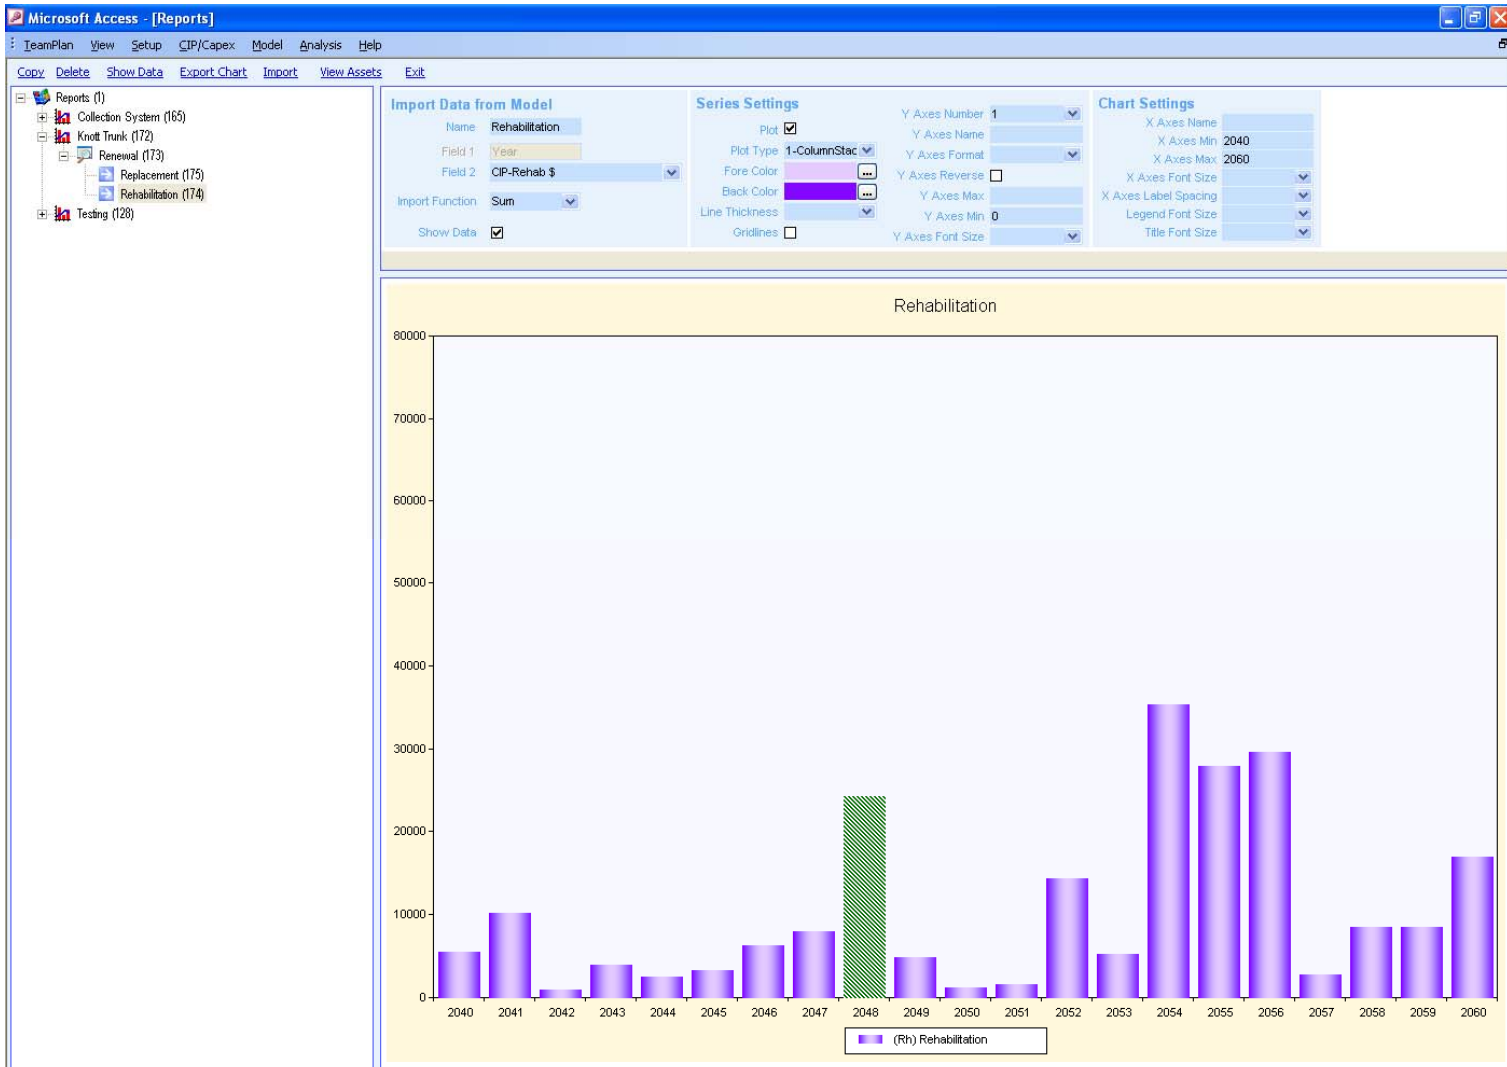 Microsoft Access - [Reports]
TeamPlan View Setup CIP/Capex Model Analysis Help
Copy Delete Show Data Export Chart Import View Assets Exit
Reports (1)
Collection System (165)
Knott Trunk (172)
Renewal (173)
Replacement (175)
Rehabilitation (174)
Testing (128)
Import Data from Model
Name Rehabilitation
Field 1 Year
Field 2 CIP-Rehab $
Import Function Sum
Show Data
Series Settings
Plot
Plot Type 1-ColumnStac
Fore Color ...
Back Color ...
Line Thickness
Gridlines
Y Axes Number 1
Y Axes Name
Y Axes Format
Y Axes Reverse
Y Axes Max
Y Axes Min 0
Y Axes Font Size
Chart Settings
X Axes Name
X Axes Min 2040
X Axes Max 2060
X Axes Font Size
X Axes Label Spacing
Legend Font Size
Title Font Size
Rehabilitation
80000
70000
60000
50000
40000
30000
20000
10000
0
2040 2041 2042 2043 2044 2045 2046 2047 2048 2049 2050 2051 2052 2053 2054 2055 2056 2057 2058 2059 2060
(Rh) Rehabilitation